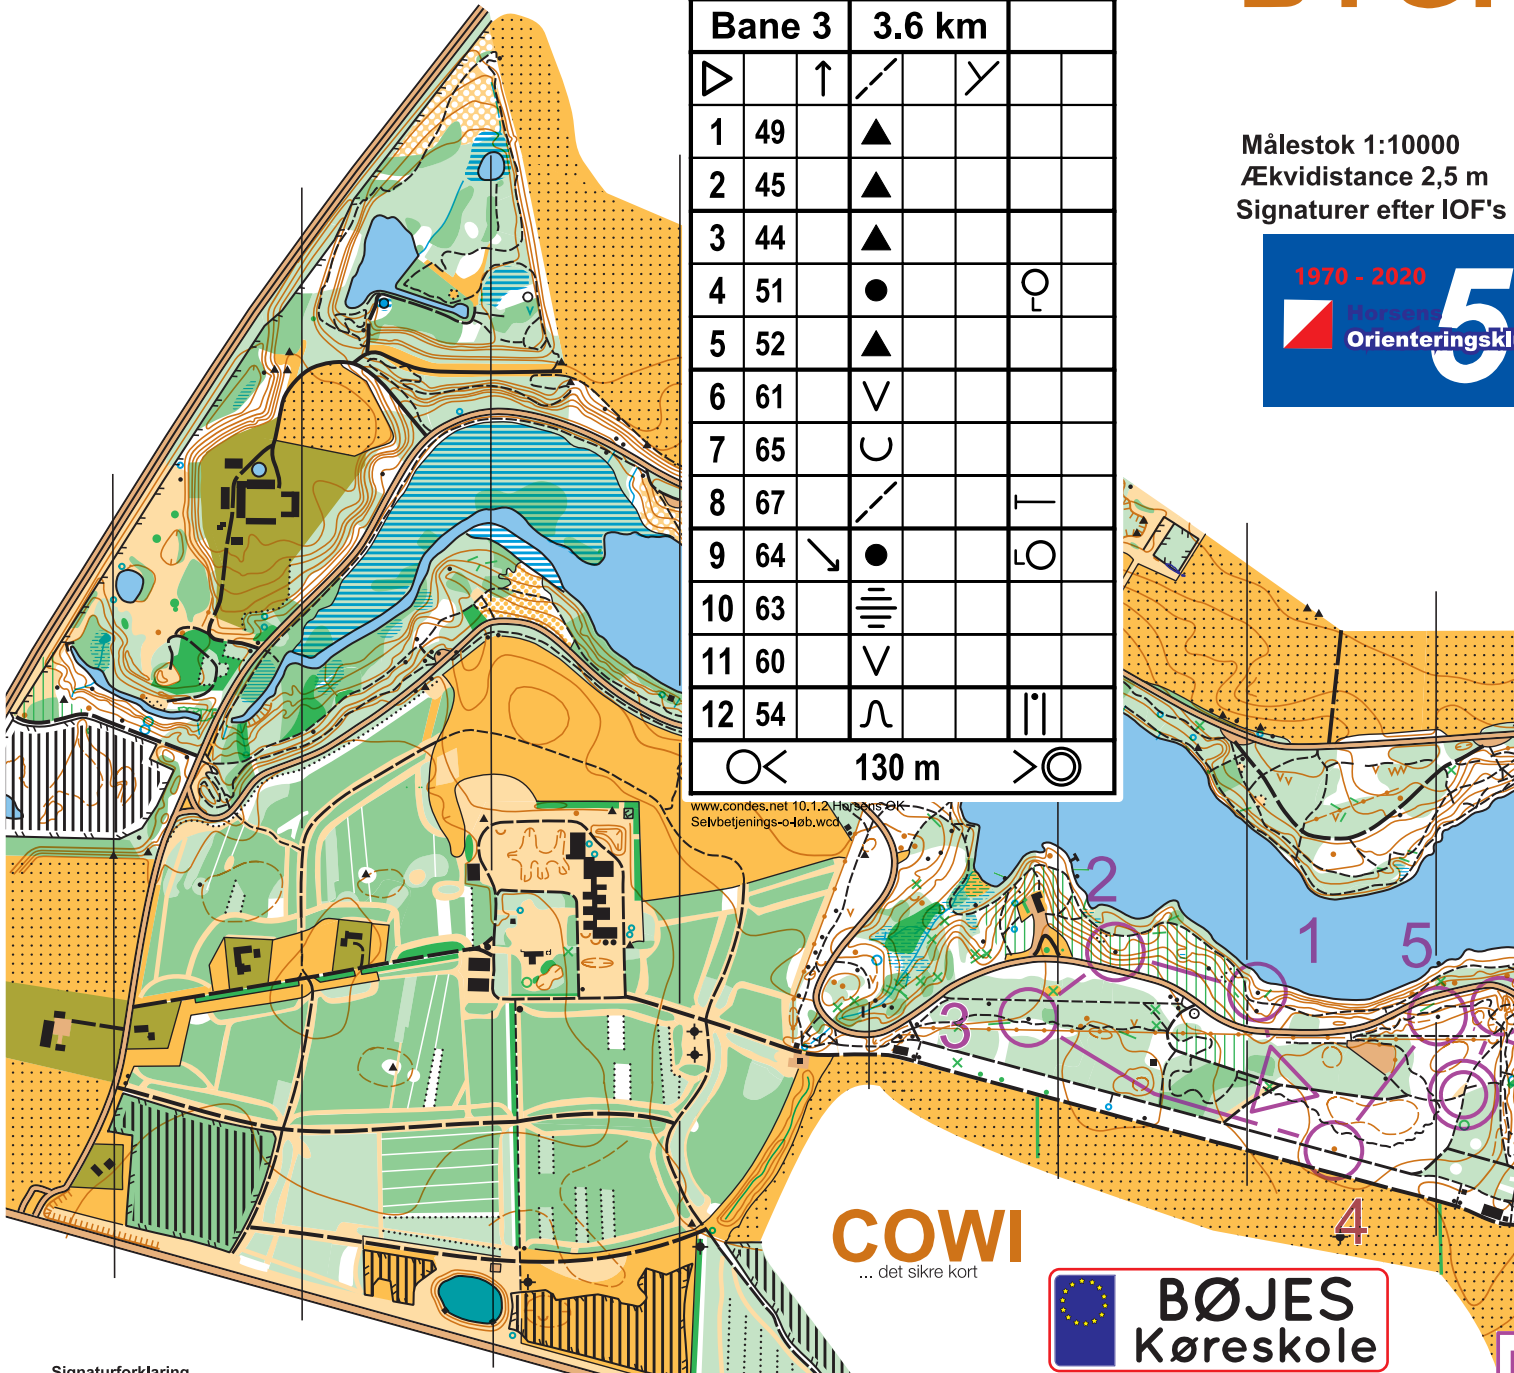 Bane 3 3.6 km
1 49
2 45
3 44
4 51
5 52
6 61
7 65
8 67
9 64
10 63
11 60
12 54
130 m
www.condes.net 10.1.2 Horsens OK
Selvbetjenings-o-løb.wcd
Målestok 1:10000
Ækvidistance 2,5 m
Signaturer efter IOF's
1970 - 2020
5
Horsens
Orienteringskl
2
1
5
3
4
COWI
... det sikre kort
BØJES
Køreskole
Signaturforklaring